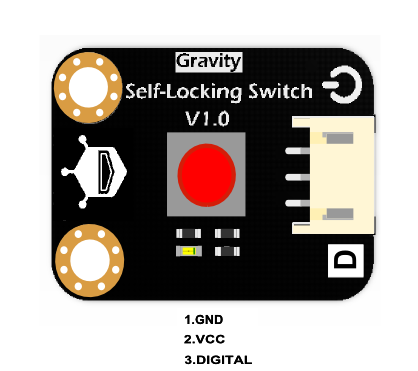 Gravity
Self-Locking Switch
V1.0
D
1.GND
2.VCC
3.DIGITAL